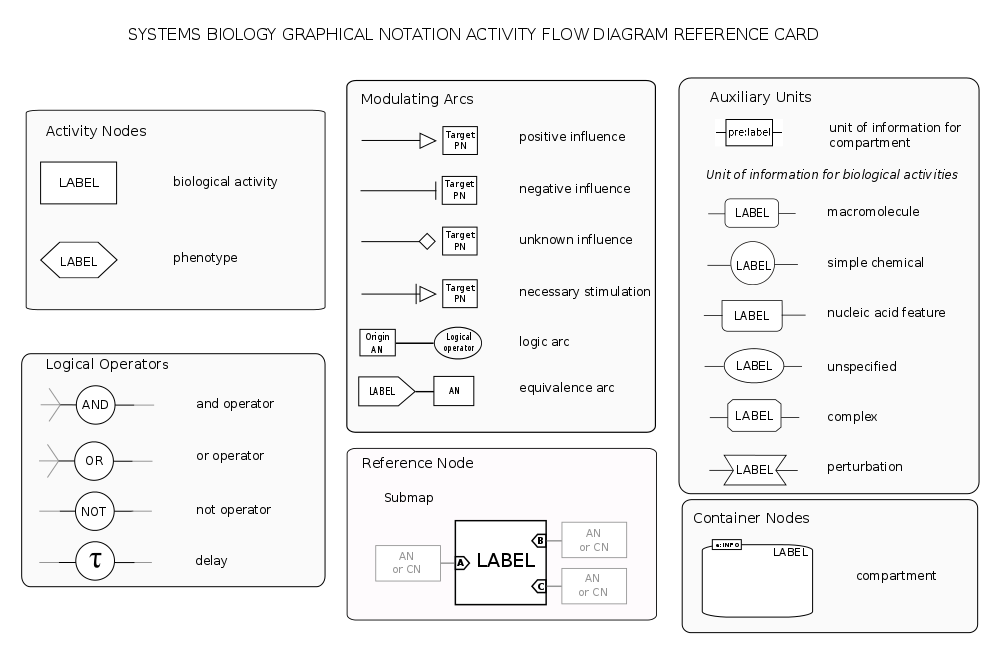 SYSTEMS BIOLOGY GRAPHICAL NOTATION ACTIVITY FLOW DIAGRAM REFERENCE CARD
Activity Nodes
LABEL
biological activity
LABEL
phenotype
Logical Operators
AND
and operator
OR
or operator
NOT
not operator
τ
delay
Modulating Arcs
Target
PN
positive influence
Target
PN
negative influence
Target
PN
unknown influence
Target
PN
necessary stimulation
Origin
AN
Logical
operator
logic arc
LABEL
AN
equivalence arc
Reference Node
Submap
AN
or CN
A
LABEL
B
C
AN
or CN
AN
or CN
Auxiliary Units
pre:label
unit of information for
compartment
Unit of information for biological activities
LABEL
macromolecule
LABEL
simple chemical
LABEL
nucleic acid feature
LABEL
unspecified
LABEL
complex
LABEL
perturbation
Container Nodes
LABEL
compartment